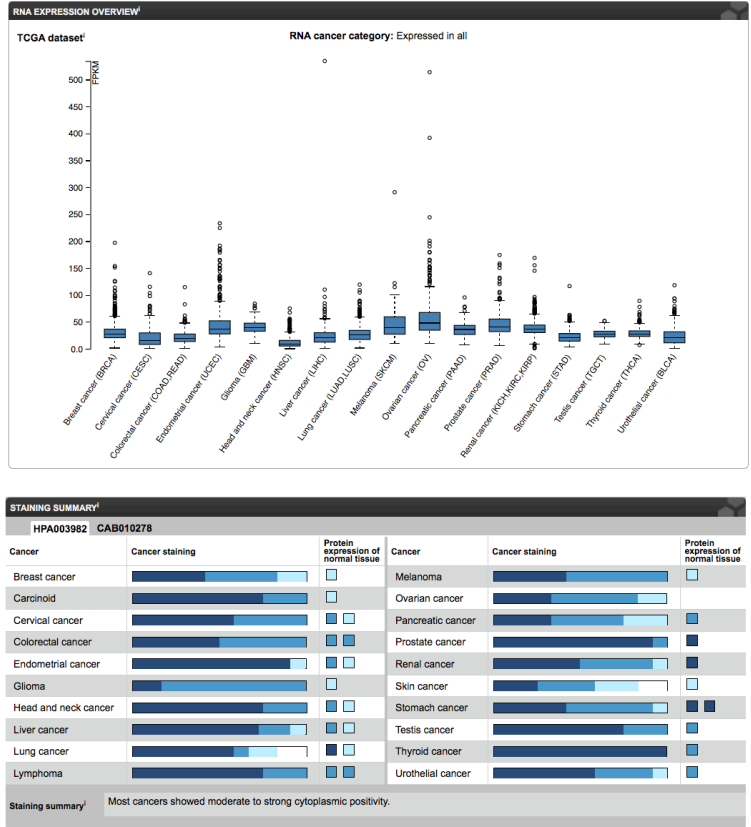 RNA EXPRESSION OVERVIEWi
TCGA dataseti
RNA cancer category: Expressed in all
FPKM
500
450
400
350
300
250
200
150
100
50
0.0
Breast cancer (BRCA)
Cervical cancer (CESC)
Colorectal cancer (COAD,READ)
Endometrial cancer (UCEC)
Glioma (GBM)
Head and neck cancer (HNSC)
Liver cancer (LIHC)
Lung cancer (LUAD,LUSC)
Melanoma (SKCM)
Ovarian cancer (OV)
Pancreatic cancer (PAAD)
Prostate cancer (PRAD)
Renal cancer (KICH,KIRC,KIRP)
Stomach cancer (STAD)
Testis cancer (TGCT)
Thyroid cancer (THCA)
Urothelial cancer (BLCA)
STAINING SUMMARYi
HPA003982 CAB010278
Cancer
Cancer staining
Protein
expression of
normal tissue
Breast cancer
Carcinoid
Cervical cancer
Colorectal cancer
Endometrial cancer
Glioma
Head and neck cancer
Liver cancer
Lung cancer
Lymphoma
Cancer
Cancer staining
Protein
expression of
normal tissue
Melanoma
Ovarian cancer
Pancreatic cancer
Prostate cancer
Renal cancer
Skin cancer
Stomach cancer
Testis cancer
Thyroid cancer
Urothelial cancer
Staining summaryi
Most cancers showed moderate to strong cytoplasmic positivity.